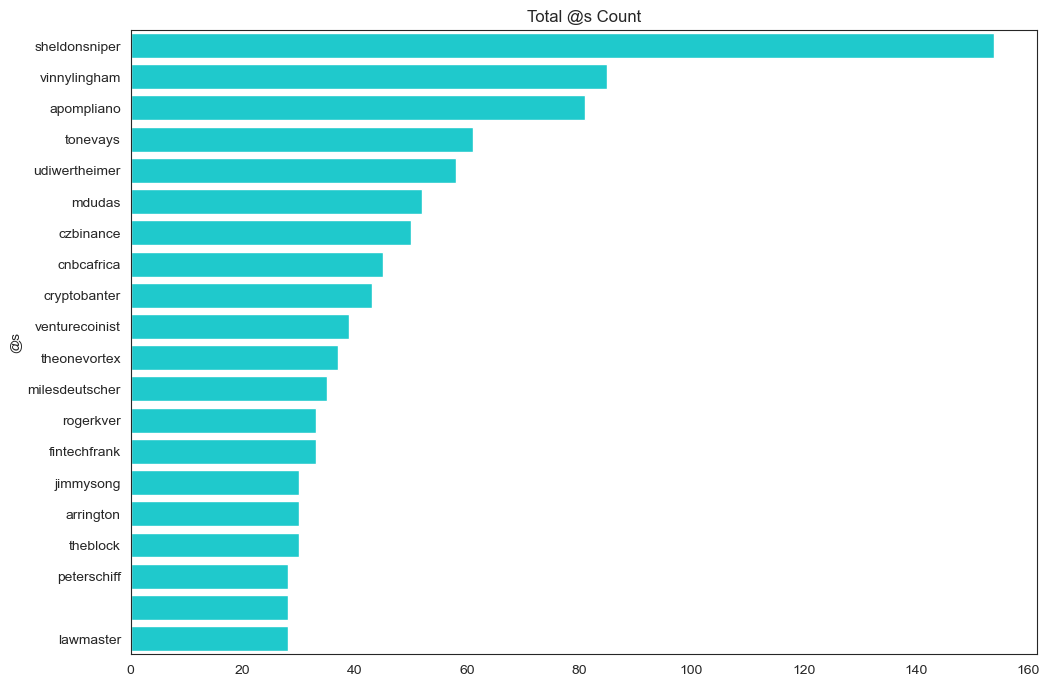 Total @s Count
sheldonsniper
vinnylingham
apompliano
tonevays
udiwertheimer
mdudas
czbinance
cnbcafrica
cryptobanter
venturecoinist
theonevortex
milesdeutscher
rogerkver
fintechfrank
jimmysong
arrington
theblock
peterschiff
lawmaster
@s
0 20 40 60 80 100 120 140 160